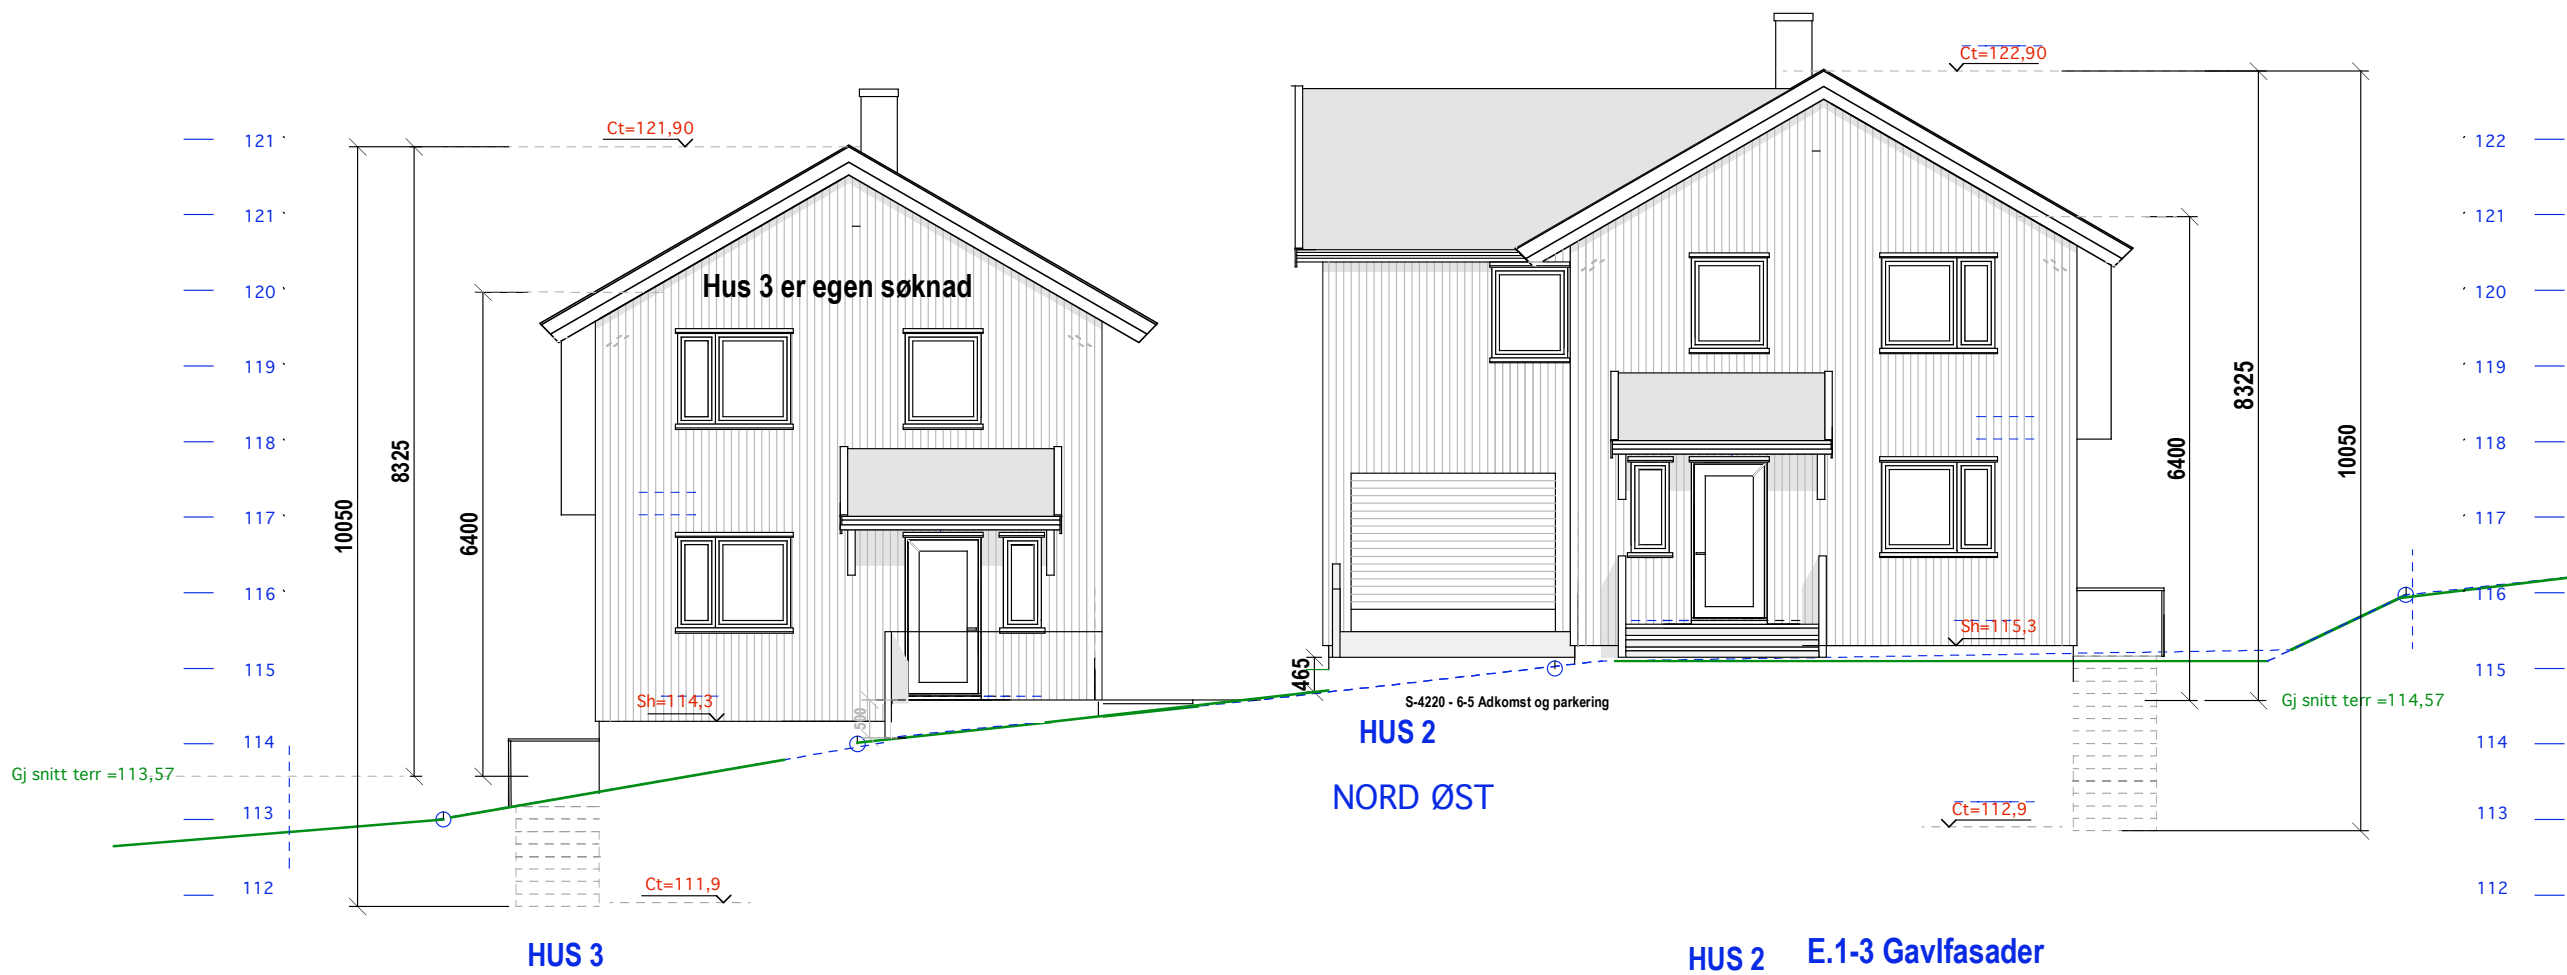 Ct=122,90
Ct=121,90
121
122
121
121
Hus 3 er egen søknad
120
120
119
119
8325
118
118
8325
6400
10050
10050
6400
117
117
116
116
Sh=115,3
115
465
115
Sh=114,3
500
S-4220 - 6-5 Adkomst og parkering
Gj snitt terr =114,57
HUS 2
114
114
Gj snitt terr =113,57
NORD ØST
113
Ct=112,9
113
112
Ct=111,9
112
HUS 3
HUS 2
E.1-3 Gavlfasader